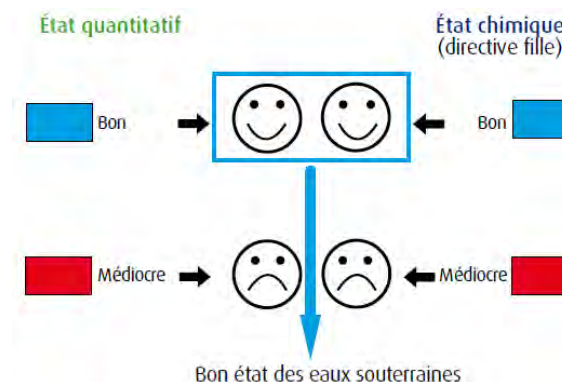 État quantitatif
État chimique
(directive fille)
Bon
Bon
Médiocre
Médiocre
Bon état des eaux souterraines